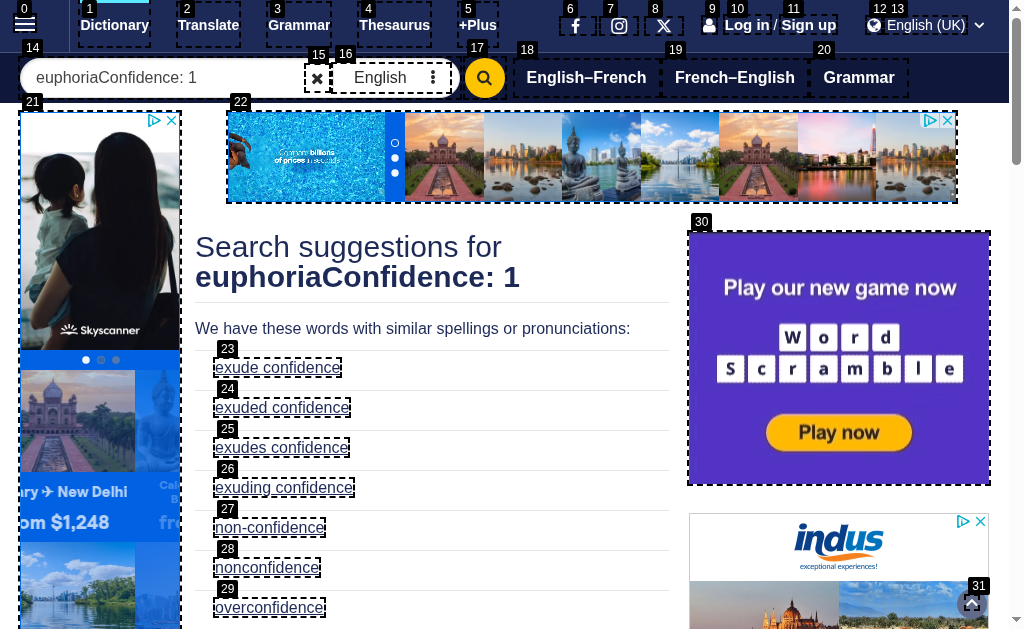 0
1
2
3
4
5
6
7
8
9
10
11
12
13
Dictionary
Translate
Grammar
Thesaurus
+Plus
Log in / Sign up
English (UK)
14
15
16
17
18
19
20
euphoriaConfidence: 1
English
English–French
French–English
Grammar
21
22
Compare billions
of prices in seconds
Skyscanner
ary ✈ New Delhi
om $1,248
Search suggestions for
euphoriaConfidence: 1
We have these words with similar spellings or pronunciations:
23
exude confidence
24
exuded confidence
25
exudes confidence
26
exuding confidence
27
non-confidence
28
nonconfidence
29
overconfidence
30
Play our new game now
Word
Scramble
Play now
indus
exceptional experiences!
31